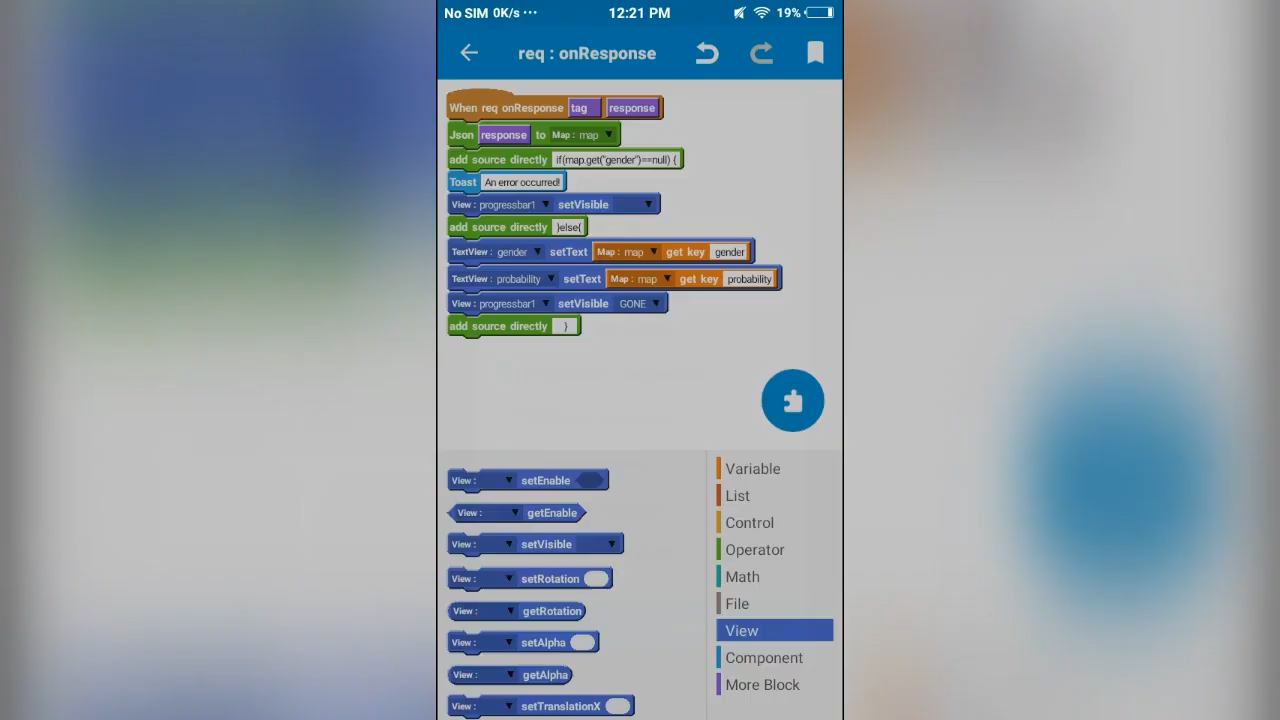 No SIM 0K/s ··· 12:21 PM 19%
req : onResponse
When req onResponse tag response
Json response to Map : map
add source directly if(map.get("gender")==null) {
Toast An error occurred!
View : progressbar1 setVisible
add source directly }else{
TextView : gender setText Map : map get key gender
TextView : probability setText Map : map get key probability
View : progressbar1 setVisible GONE
add source directly }
View : setEnable
View : getEnable
View : setVisible
View : setRotation
View : getRotation
View : setAlpha
View : getAlpha
View : setTranslationX
Variable
List
Control
Operator
Math
File
View
Component
More Block